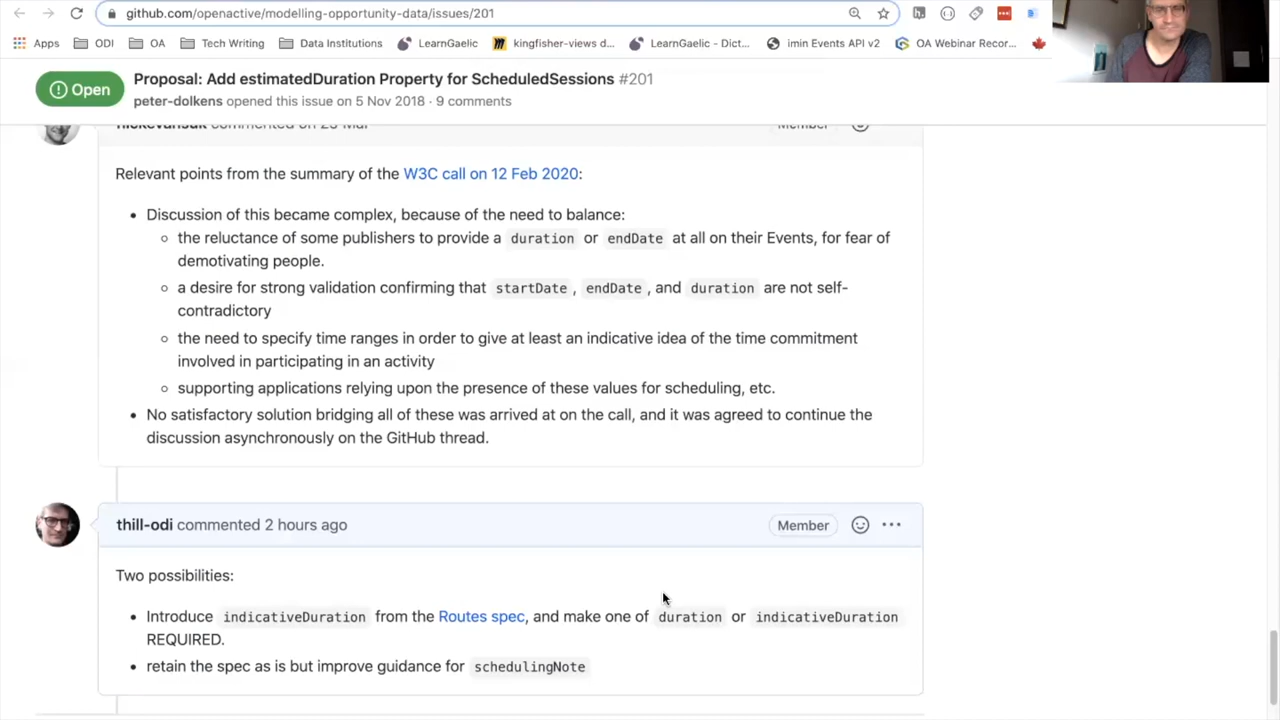 github.com/openactive/modelling-opportunity-data/issues/201
Apps ODI OA Tech Writing Data Institutions LearnGaelic kingfisher-views d... LearnGaelic - Dict... imin Events API v2 OA Webinar Recor...
Open
Proposal: Add estimatedDuration Property for ScheduledSessions #201
peter-dolkens opened this issue on 5 Nov 2018 · 9 comments
nickevansuk commented on 23 Mar Member
Relevant points from the summary of the W3C call on 12 Feb 2020:
• Discussion of this became complex, because of the need to balance:
○ the reluctance of some publishers to provide a duration or endDate at all on their Events, for fear of
demotivating people.
○ a desire for strong validation confirming that startDate, endDate, and duration are not self-
contradictory
○ the need to specify time ranges in order to give at least an indicative idea of the time commitment
involved in participating in an activity
○ supporting applications relying upon the presence of these values for scheduling, etc.
• No satisfactory solution bridging all of these was arrived at on the call, and it was agreed to continue the
discussion asynchronously on the GitHub thread.
thill-odi commented 2 hours ago Member
Two possibilities:
• Introduce indicativeDuration from the Routes spec, and make one of duration or indicativeDuration
REQUIRED.
• retain the spec as is but improve guidance for schedulingNote